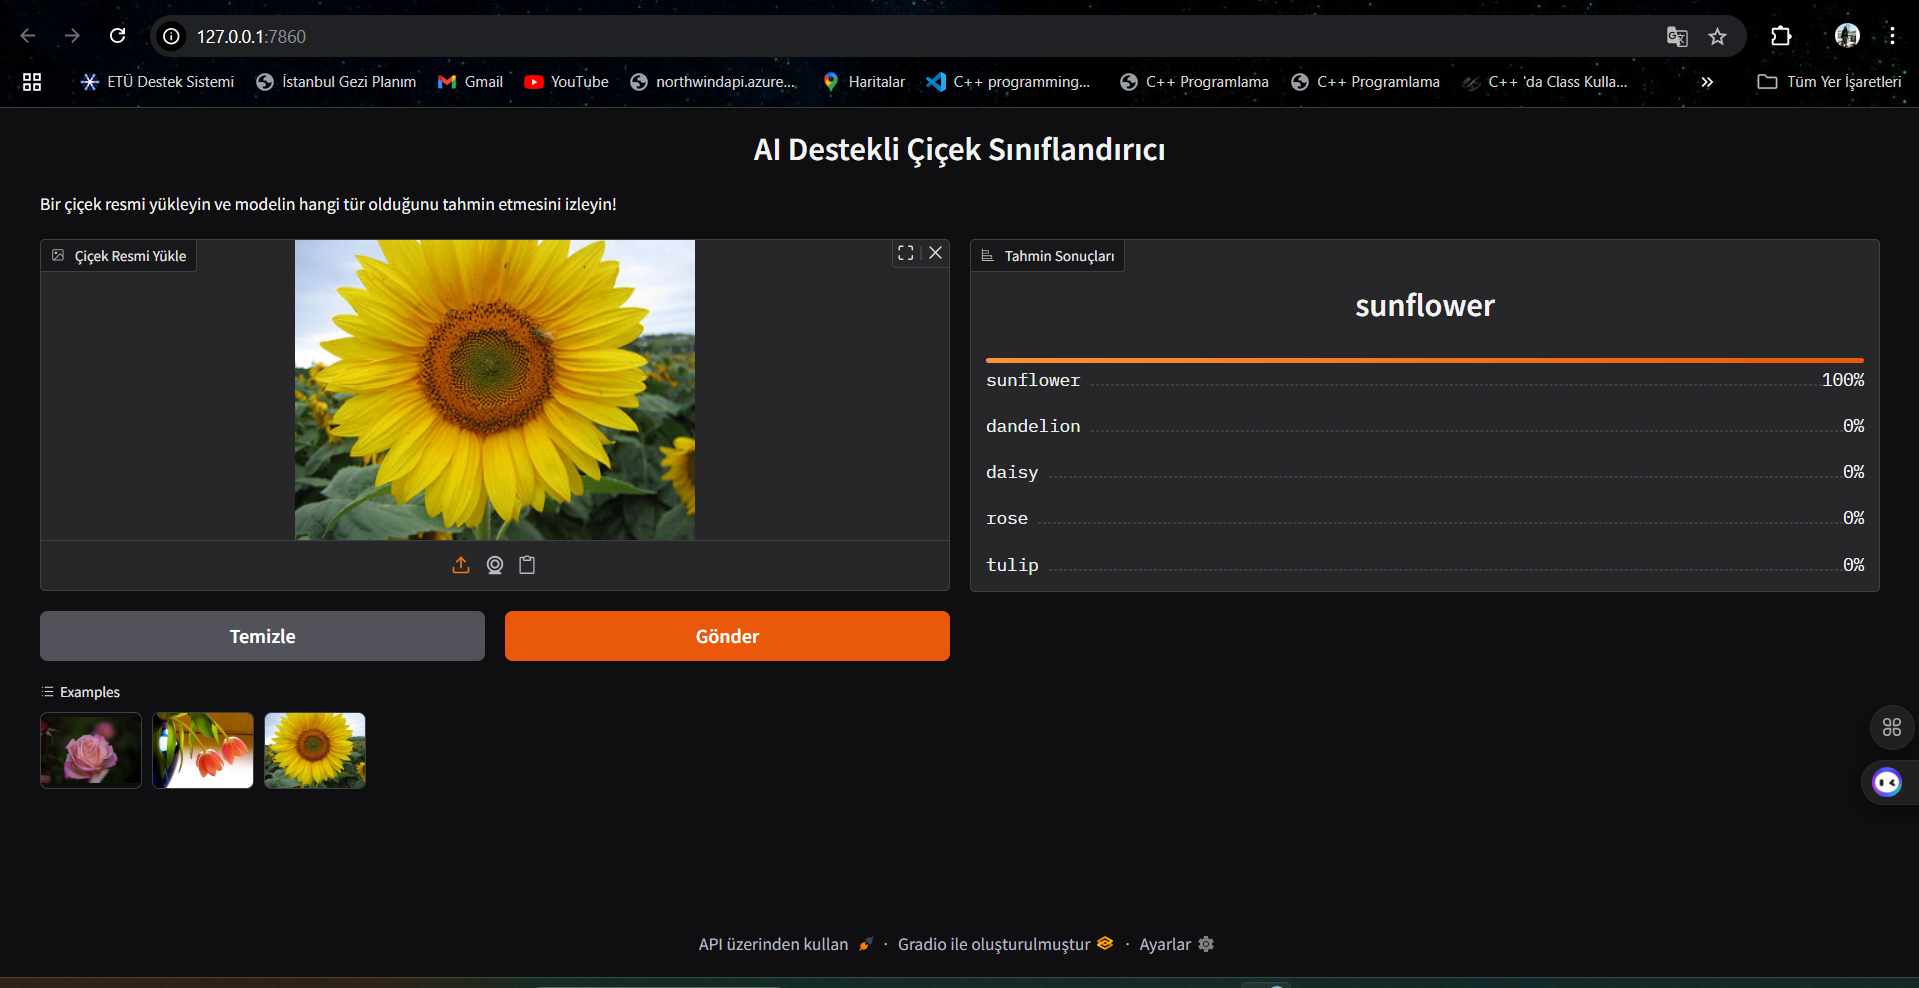 127.0.0.1:7860
ETÜ Destek Sistemi
İstanbul Gezi Planım
Gmail
YouTube
northwindapi.azure...
Haritalar
C++ programming...
C++ Programlama
C++ Programlama
C++ 'da Class Kulla...
»
Tüm Yer İşaretleri
AI Destekli Çiçek Sınıflandırıcı
Bir çiçek resmi yükleyin ve modelin hangi tür olduğunu tahmin etmesini izleyin!
Çiçek Resmi Yükle
Tahmin Sonuçları
sunflower
sunflower 100%
dandelion 0%
daisy 0%
rose 0%
tulip 0%
Temizle
Gönder
Examples
API üzerinden kullan · Gradio ile oluşturulmuştur · Ayarlar